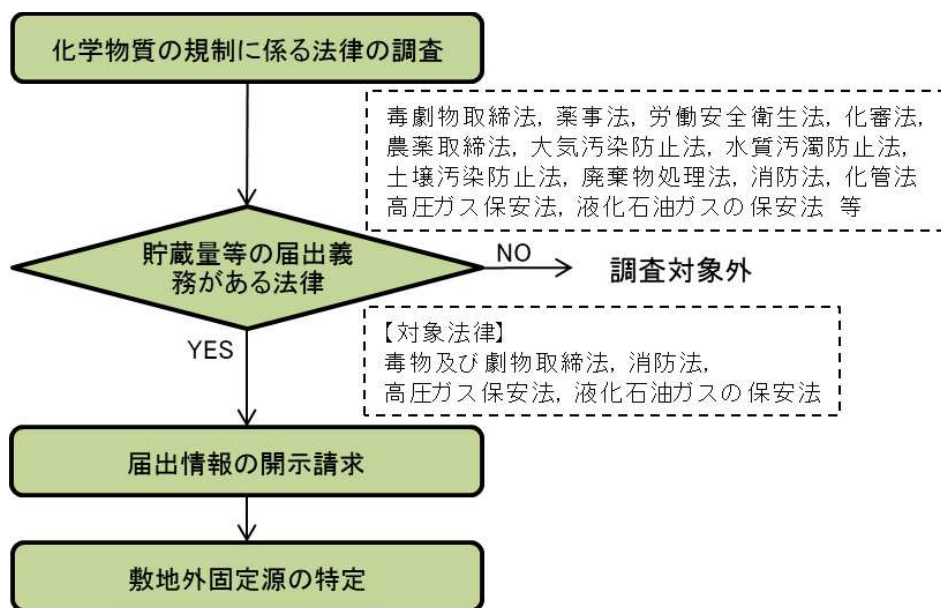 化学物質の規制に係る法律の調査
毒劇物取締法, 薬事法, 労働安全衛生法, 化審法,
農薬取締法, 大気汚染防止法, 水質汚濁防止法,
土壌汚染防止法, 廃棄物処理法, 消防法, 化管法
高圧ガス保安法, 液化石油ガスの保安法 等
貯蔵量等の届出義
務がある法律
NO
調査対象外
YES
【対象法律】
毒物及び劇物取締法, 消防法,
高圧ガス保安法, 液化石油ガスの保安法
届出情報の開示請求
敷地外固定源の特定